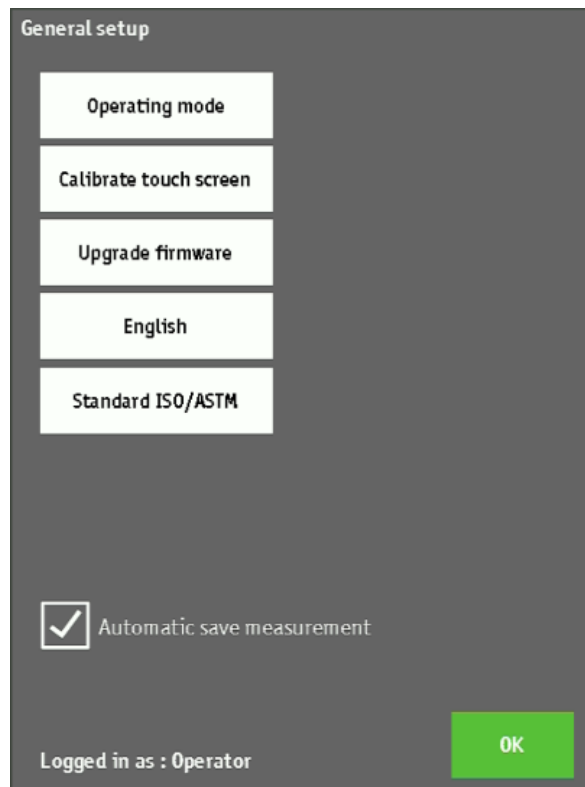 General setup
Operating mode
Calibrate touch screen
Upgrade firmware
English
Standard ISO/ASTM
Automatic save measurement
OK
Logged in as : Operator